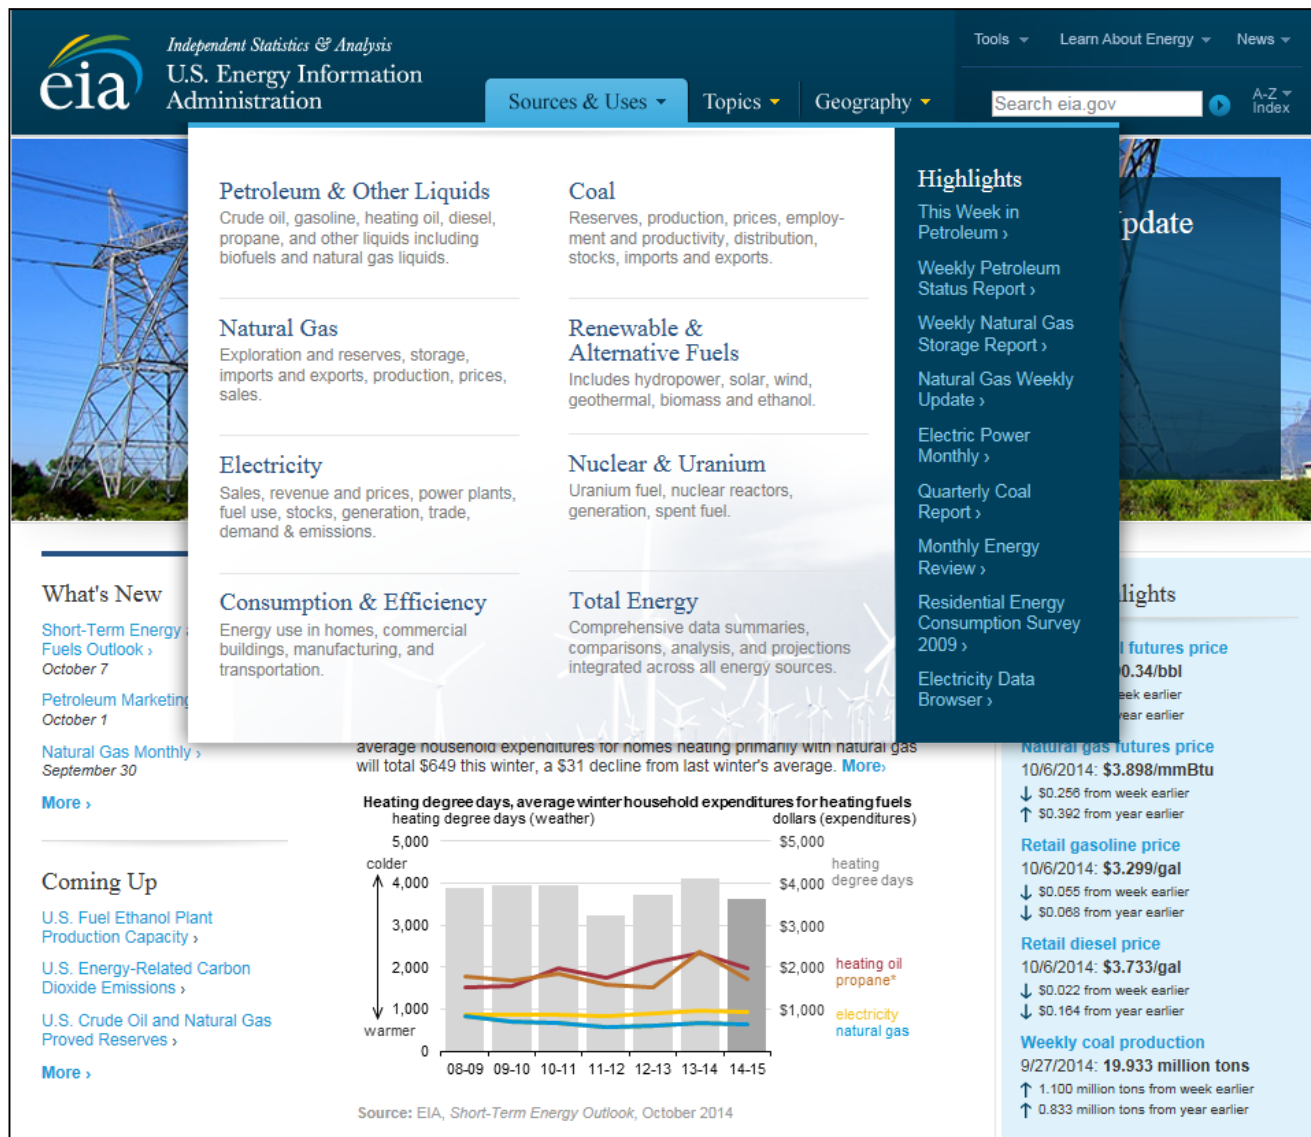 eia
Independent Statistics & Analysis
U.S. Energy Information
Administration
Tools
Learn About Energy
News
Sources & Uses
Topics
Geography
Search eia.gov
A-Z
Index
Petroleum & Other Liquids
Crude oil, gasoline, heating oil, diesel,
propane, and other liquids including
biofuels and natural gas liquids.
Coal
Reserves, production, prices, employ-
ment and productivity, distribution,
stocks, imports and exports.
Natural Gas
Exploration and reserves, storage,
imports and exports, production, prices,
sales.
Renewable &
Alternative Fuels
Includes hydropower, solar, wind,
geothermal, biomass and ethanol.
Electricity
Sales, revenue and prices, power plants,
fuel use, stocks, generation, trade,
demand & emissions.
Nuclear & Uranium
Uranium fuel, nuclear reactors,
generation, spent fuel.
Consumption & Efficiency
Energy use in homes, commercial
buildings, manufacturing, and
transportation.
Total Energy
Comprehensive data summaries,
comparisons, analysis, and projections
integrated across all energy sources.
Highlights
This Week in
Petroleum ›
Weekly Petroleum
Status Report ›
Weekly Natural Gas
Storage Report ›
Natural Gas Weekly
Update ›
Electric Power
Monthly ›
Quarterly Coal
Report ›
Monthly Energy
Review ›
Residential Energy
Consumption Survey
2009 ›
Electricity Data
Browser ›
pdate
What's New
Short-Term Energy
Fuels Outlook ›
October 7
Petroleum Marketing
October 1
Natural Gas Monthly ›
September 30
More ›
Coming Up
U.S. Fuel Ethanol Plant
Production Capacity ›
U.S. Energy-Related Carbon
Dioxide Emissions ›
U.S. Crude Oil and Natural Gas
Proved Reserves ›
More ›
average household expenditures for homes heating primarily with natural gas
will total $649 this winter, a $31 decline from last winter's average. More›
Heating degree days, average winter household expenditures for heating fuels
heating degree days (weather)
dollars (expenditures)
5,000
4,000
3,000
2,000
1,000
0
colder
warmer
$5,000
$4,000
$3,000
$2,000
$1,000
heating
degree days
heating oil
propane*
electricity
natural gas
08-09 09-10 10-11 11-12 12-13 13-14 14-15
Source: EIA, Short-Term Energy Outlook, October 2014
lights
futures price
0.34/bbl
eek earlier
ear earlier
Natural gas futures price
10/6/2014: $3.898/mmBtu
↓ $0.256 from week earlier
↑ $0.392 from year earlier
Retail gasoline price
10/6/2014: $3.299/gal
↓ $0.055 from week earlier
↓ $0.068 from year earlier
Retail diesel price
10/6/2014: $3.733/gal
↓ $0.022 from week earlier
↓ $0.164 from year earlier
Weekly coal production
9/27/2014: 19.933 million tons
↑ 1.100 million tons from week earlier
↑ 0.833 million tons from year earlier